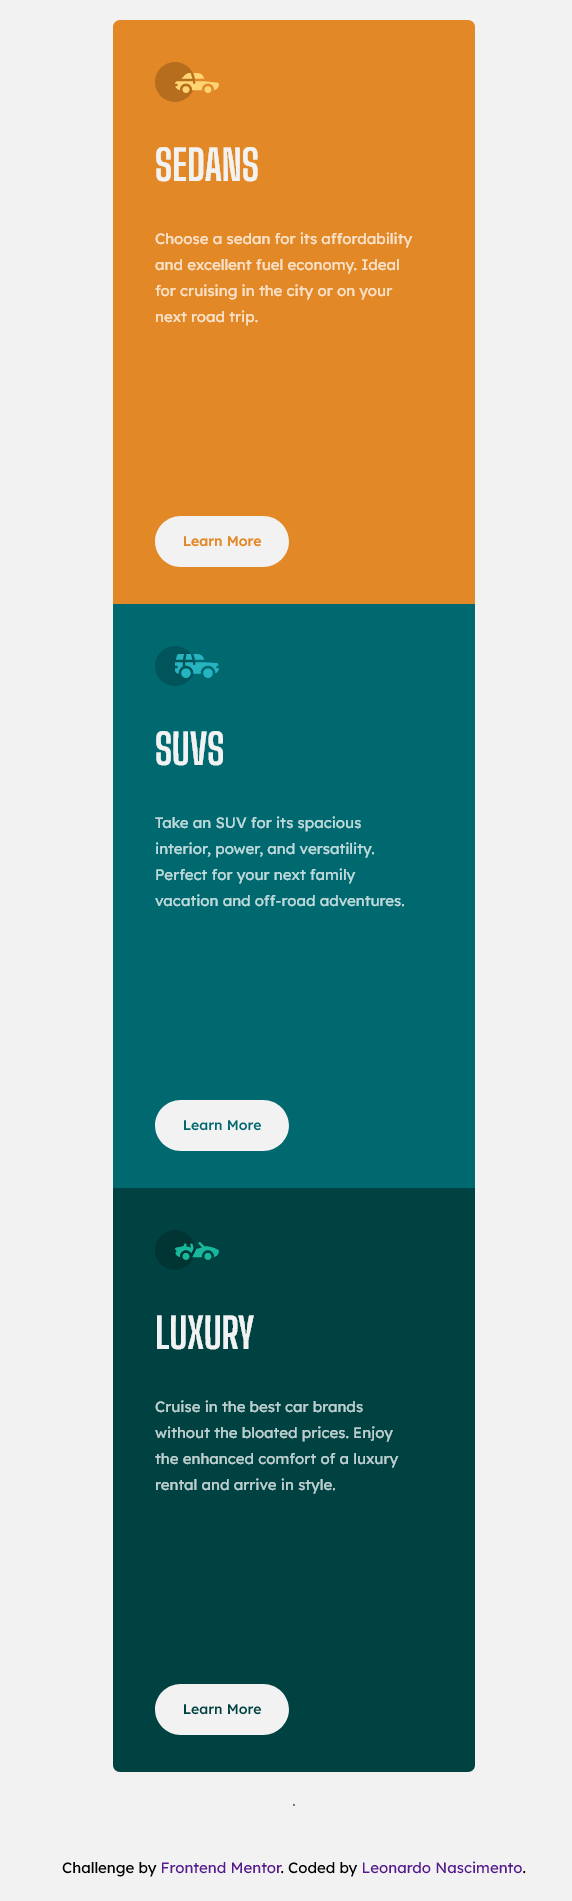 SEDANS
Choose a sedan for its affordability
and excellent fuel economy. Ideal
for cruising in the city or on your
next road trip.
Learn More
SUVS
Take an SUV for its spacious
interior, power, and versatility.
Perfect for your next family
vacation and off-road adventures.
Learn More
LUXURY
Cruise in the best car brands
without the bloated prices. Enjoy
the enhanced comfort of a luxury
rental and arrive in style.
Learn More
.
Challenge by Frontend Mentor. Coded by Leonardo Nascimento.